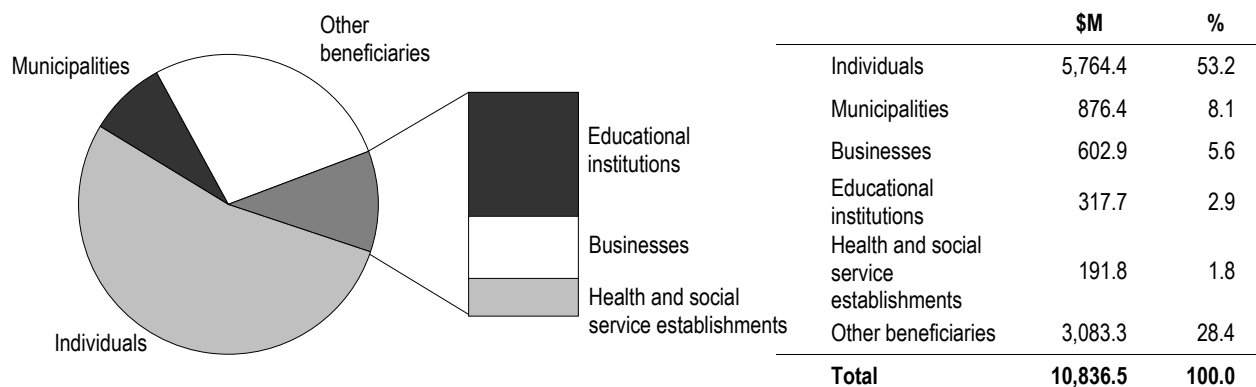 Other
beneficiaries
Municipalities
Individuals
Educational
institutions
Businesses
Health and social
service establishments
$M %
Individuals 5,764.4 53.2
Municipalities 876.4 8.1
Businesses 602.9 5.6
Educational
institutions 317.7 2.9
Health and social
service
establishments 191.8 1.8
Other beneficiaries 3,083.3 28.4
Total 10,836.5 100.0